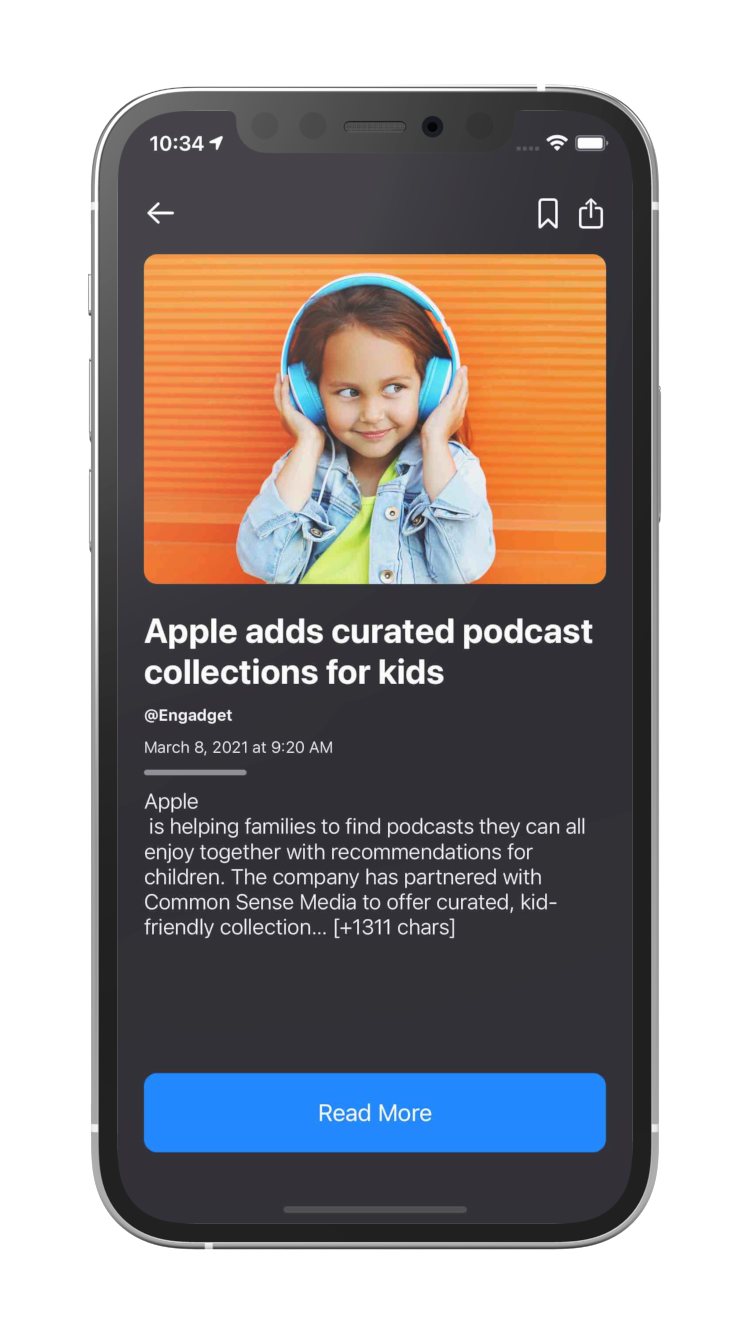 10:34
Apple adds curated podcast
collections for kids
@Engadget
March 8, 2021 at 9:20 AM
Apple
is helping families to find podcasts they can all
enjoy together with recommendations for
children. The company has partnered with
Common Sense Media to offer curated, kid-
friendly collection... [+1311 chars]
Read More